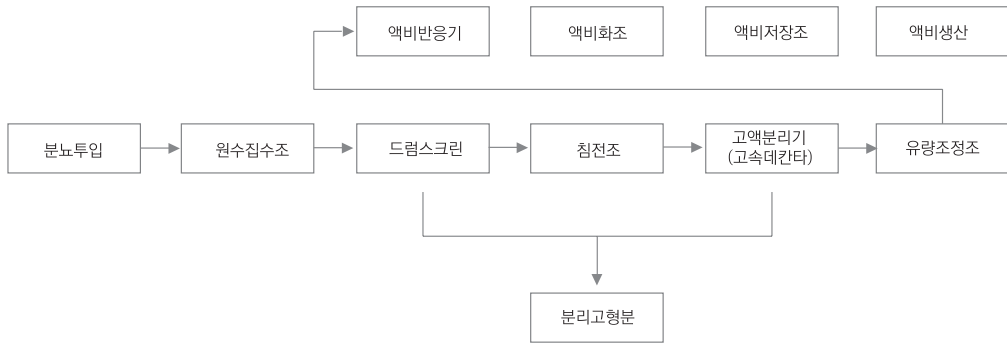 액비반응기
액비화조
액비저장조
액비생산
분뇨투입
원수집수조
드럼스크린
침전조
고액분리기
(고속데칸타)
유량조정조
분리고형분